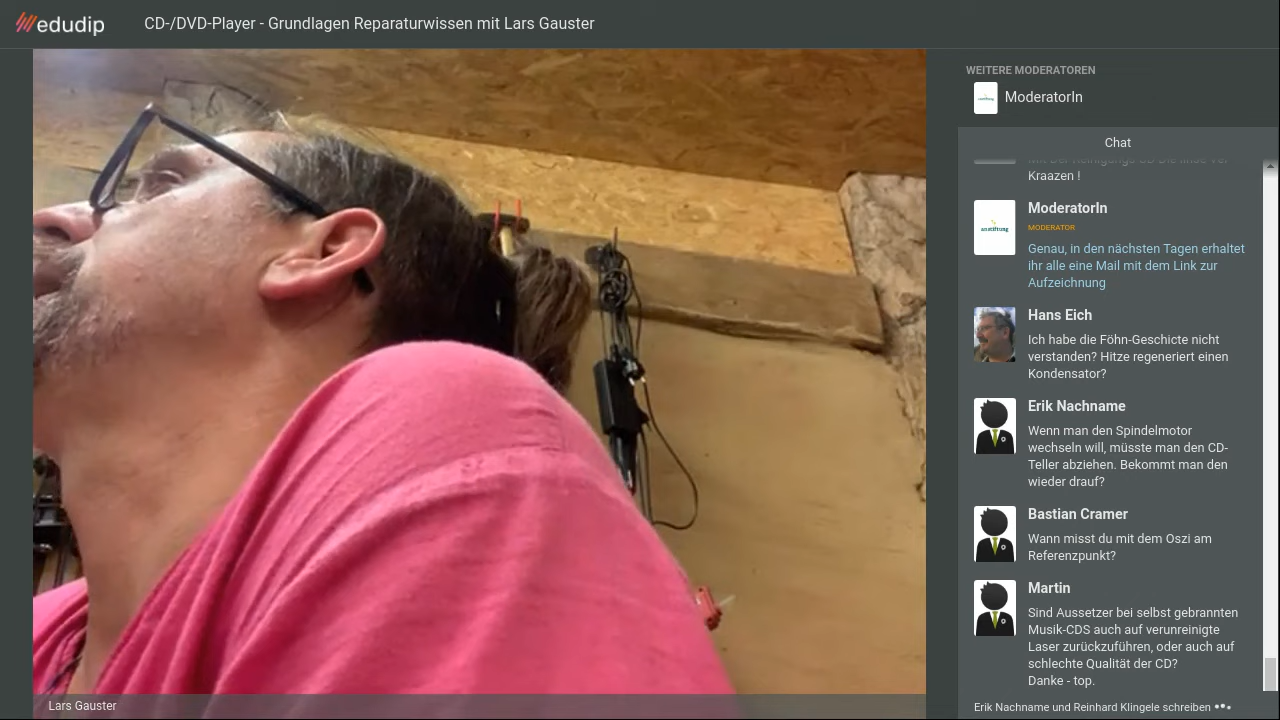 edudip
CD-/DVD-Player - Grundlagen Reparaturwissen mit Lars Gauster
WEITERE MODERATOREN
ModeratorIn
Chat
Kraazen !
ModeratorIn
MODERATOR
anstiftung
Genau, in den nächsten Tagen erhaltet
ihr alle eine Mail mit dem Link zur
Aufzeichnung
Hans Eich
Ich habe die Föhn-Geschicte nicht
verstanden? Hitze regeneriert einen
Kondensator?
Erik Nachname
Wenn man den Spindelmotor
wechseln will, müsste man den CD-
Teller abziehen. Bekommt man den
wieder drauf?
Bastian Cramer
Wann misst du mit dem Oszi am
Referenzpunkt?
Martin
Sind Aussetzer bei selbst gebrannten
Musik-CDS auch auf verunreinigte
Laser zurückzuführen, oder auch auf
schlechte Qualität der CD?
Danke - top.
Lars Gauster
Erik Nachname und Reinhard Klingele schreiben